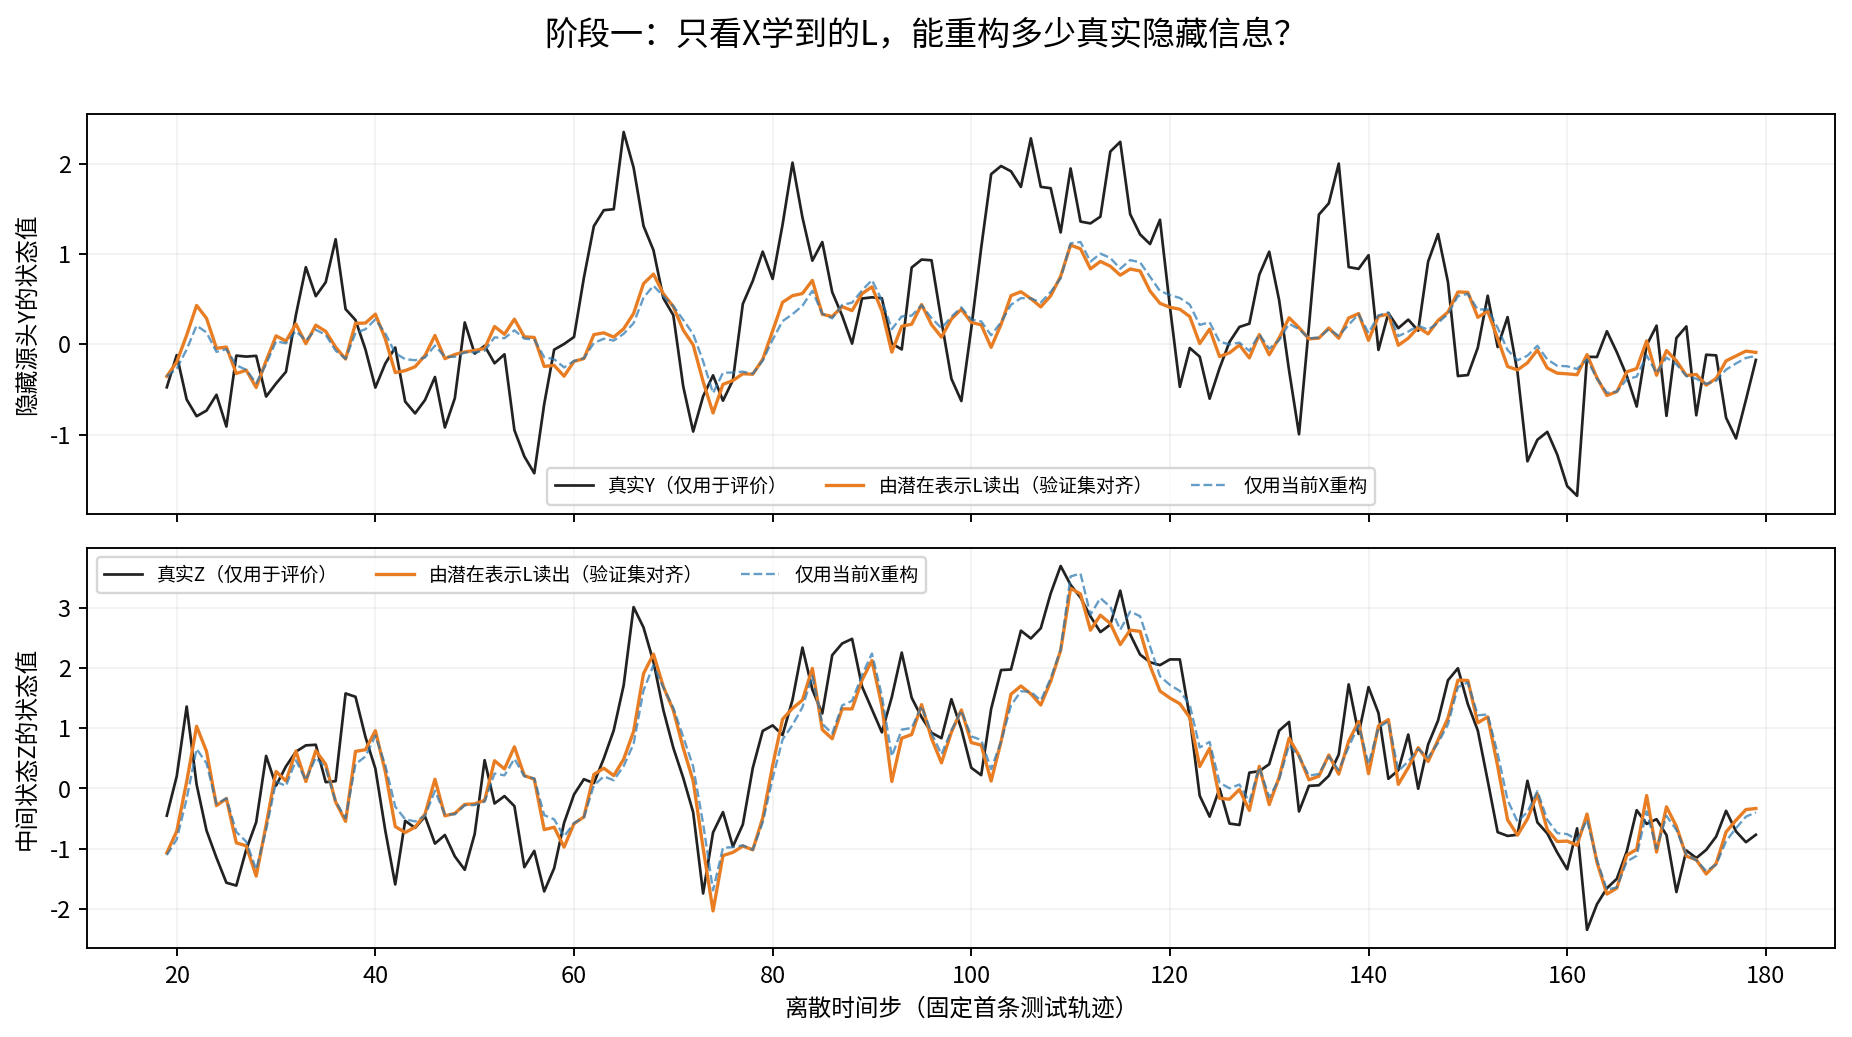 阶段一：只看X学到的L，能重构多少真实隐藏信息？
隐藏源头Y的状态值
2
1
0
-1
真实Y（仅用于评价）
由潜在表示L读出（验证集对齐）
仅用当前X重构
中间状态Z的状态值
3
2
1
0
-1
-2
真实Z（仅用于评价）
由潜在表示L读出（验证集对齐）
仅用当前X重构
20 40 60 80 100 120 140 160 180
离散时间步（固定首条测试轨迹）